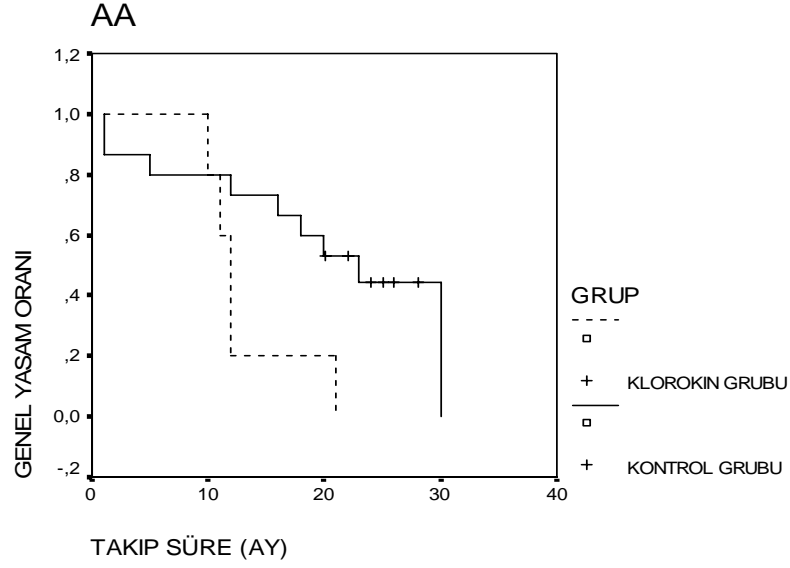 AA
1,2
1,0
,8
,6
,4
,2
0,0
-,2
GENEL YASAM ORANI
0
10
20
30
40
TAKIP SÜRE (AY)
GRUP
KLOROKIN GRUBU
KONTROL GRUBU